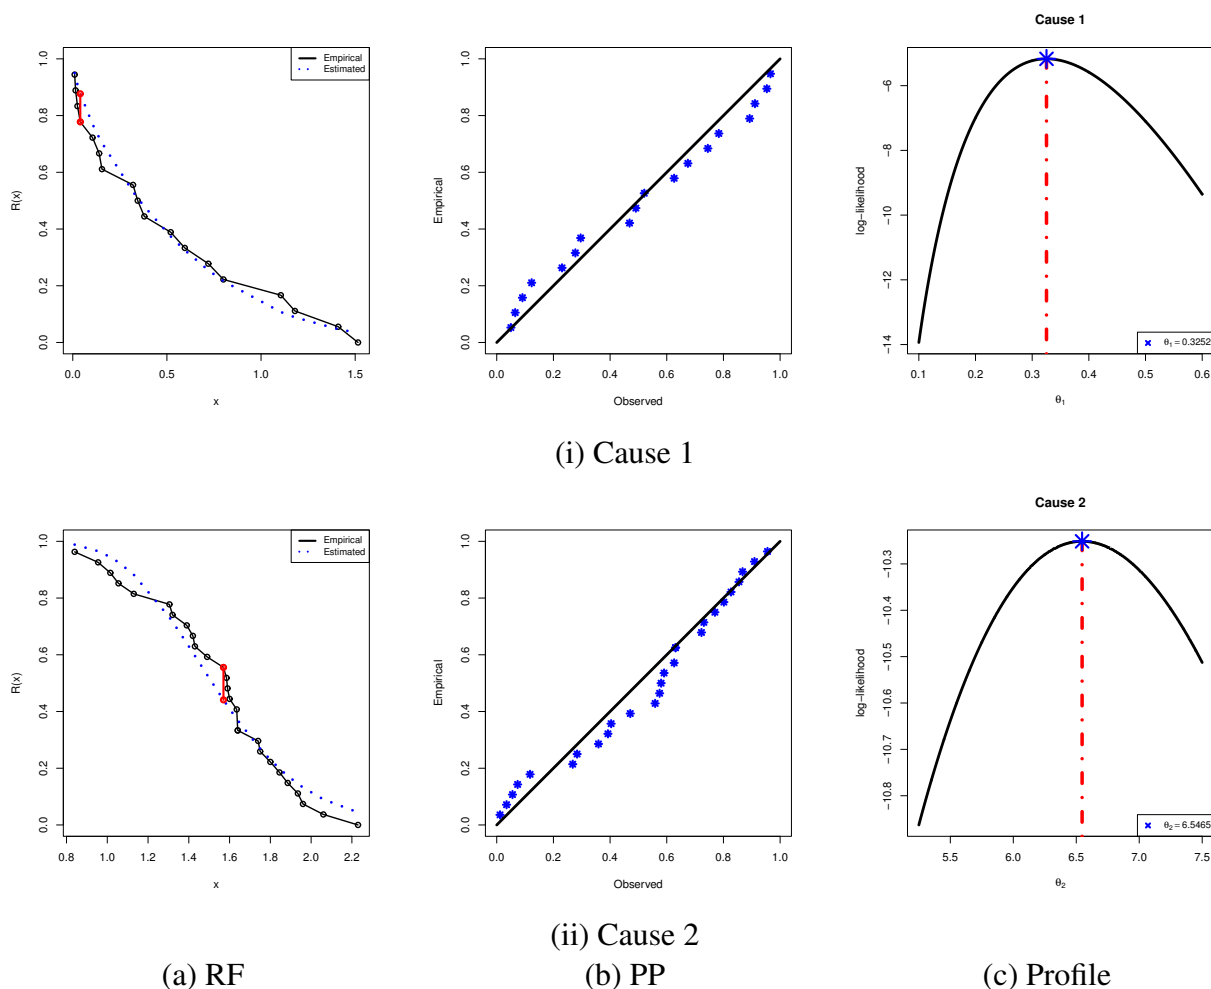 Cause 1
Empirical
Estimated
R(x)
0.0 0.2 0.4 0.6 0.8 1.0
0.0 0.5 1.0 1.5
x
Empirical
0.0 0.2 0.4 0.6 0.8 1.0
0.0 0.2 0.4 0.6 0.8 1.0
Observed
log−likelihood
−14 −12 −10 −8 −6
θ1 = 0.3252
0.1 0.2 0.3 0.4 0.5 0.6
θ1
(i) Cause 1
Cause 2
Empirical
Estimated
R(x)
0.0 0.2 0.4 0.6 0.8 1.0
0.8 1.0 1.2 1.4 1.6 1.8 2.0 2.2
x
Empirical
0.0 0.2 0.4 0.6 0.8 1.0
0.0 0.2 0.4 0.6 0.8 1.0
Observed
log−likelihood
−10.8 −10.7 −10.6 −10.5 −10.4 −10.3
θ2 = 6.5465
5.5 6.0 6.5 7.0 7.5
θ2
(ii) Cause 2
(a) RF (b) PP (c) Profile